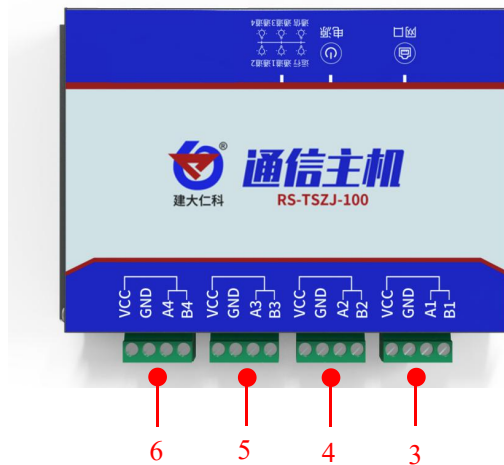 网口
电源
运行 通道1 通道2
通信 通道3 通道4
®
建大仁科
通信主机
RS-TSZJ-100
VCC GND A4 B4
VCC GND A3 B3
VCC GND A2 B2
VCC GND A1 B1
6 5 4 3